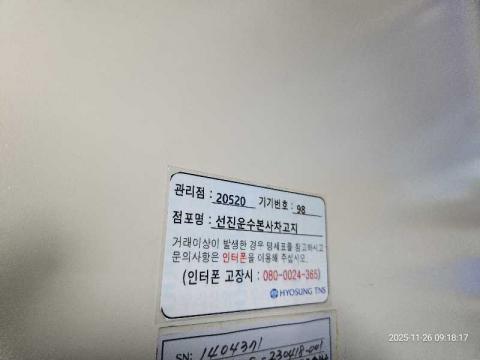 관리점 : 20520 기기번호 : 98
점포명 : 선진운수본사차고지
거래이상이 발생한 경우 명세표를 참고하시고
문의사항은 인터폰을 이용해 주십시오.
(인터폰 고장시 : 080-0024-365)
HYOSUNG TNS
SN: 1404371
230418-001
2025-11-26 09:18:17